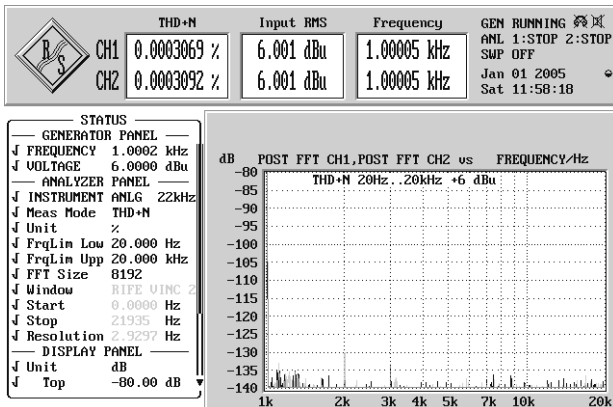 THD+N Input RMS Frequency
R S
CH1 0.0003069 % 6.001 dBu 1.00005 kHz
CH2 0.0003092 % 6.001 dBu 1.00005 kHz
GEN RUNNING
ANL 1:STOP 2:STOP
SWP OFF
Jan 01 2005
Sat 11:58:18
STATUS
GENERATOR PANEL
FREQUENCY 1.0002 kHz
VOLTAGE 6.0000 dBu
ANALYZER PANEL
INSTRUMENT ANLG 22kHz
Meas Mode THD+N
Unit %
FrqLim Low 20.000 Hz
FrqLim Upp 20.000 kHz
FFT Size 8192
Window RIFE VINC 2
Start 0.0000 Hz
Stop 21935 Hz
Resolution 2.9297 Hz
DISPLAY PANEL
Unit dB
Top -80.00 dB
dB POST FFT CH1,POST FFT CH2 vs FREQUENCY/Hz
THD+N 20Hz..20kHz +6 dBu
-80
-85
-90
-95
-100
-105
-110
-115
-120
-125
-130
-135
-140
1k 2k 3k 4k 5k 7k 10k 20k